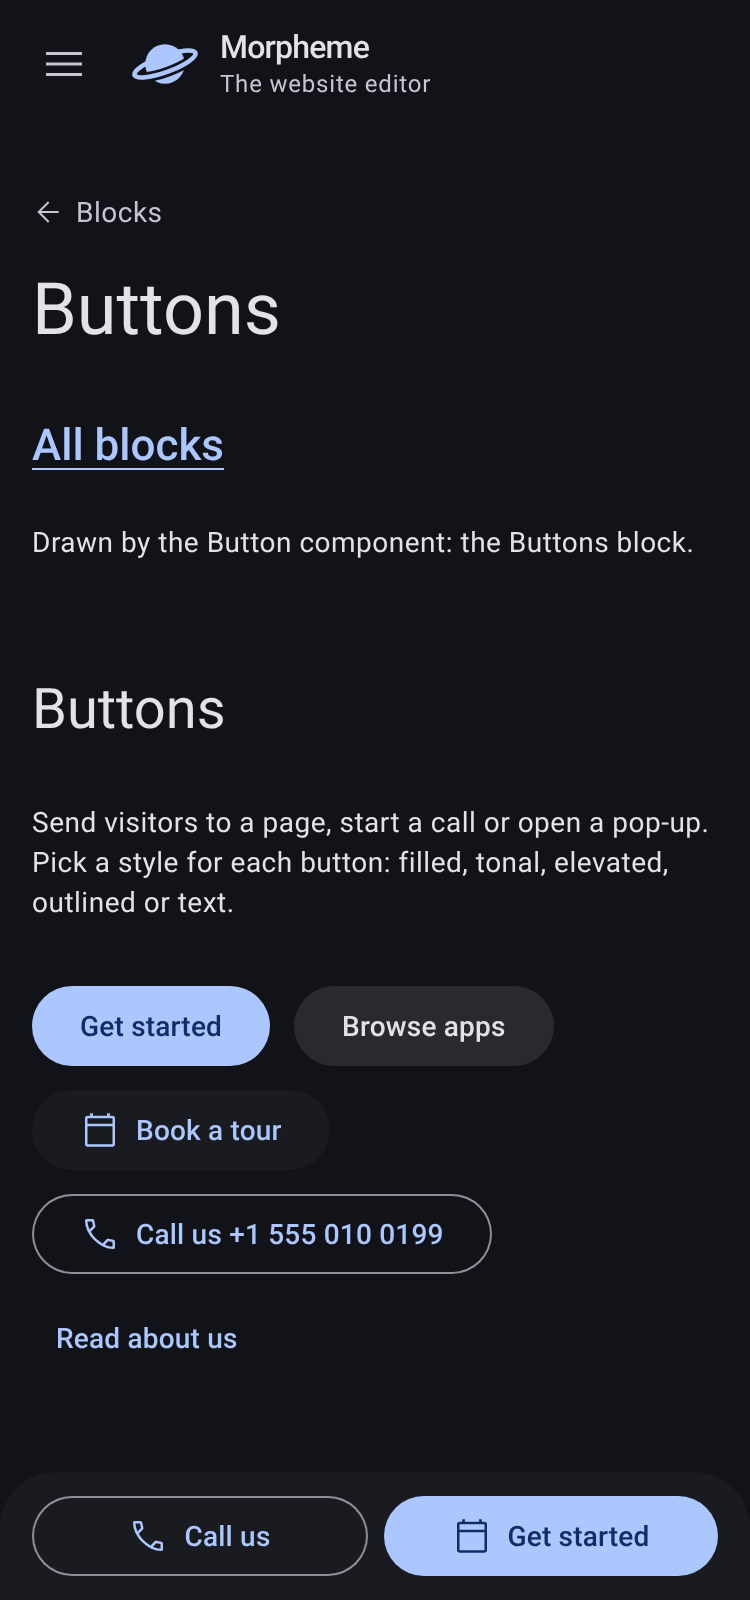 Morpheme
The website editor
Blocks
Buttons
All blocks
Drawn by the Button component: the Buttons block.
Buttons
Send visitors to a page, start a call or open a pop-up.
Pick a style for each button: filled, tonal, elevated,
outlined or text.
Get started
Browse apps
Book a tour
Call us +1 555 010 0199
Read about us
Call us
Get started